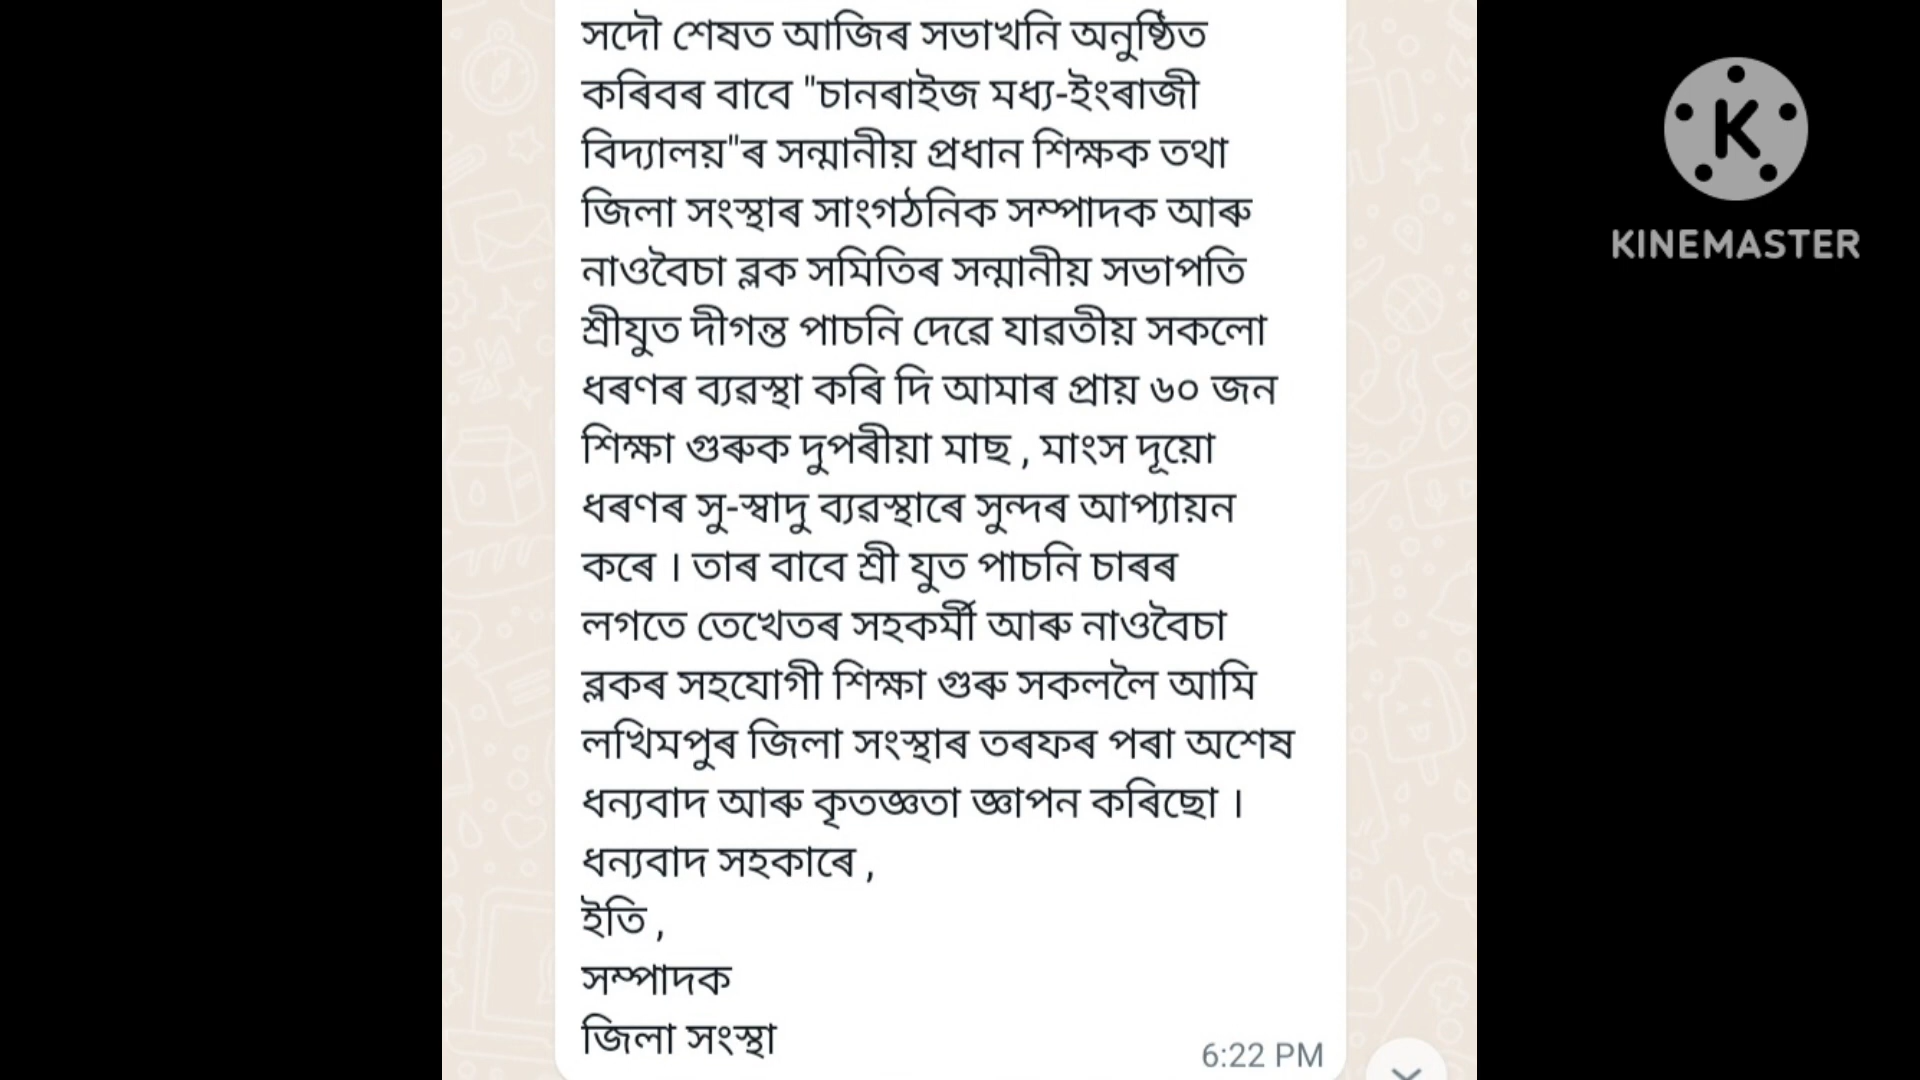 সদৌ শেষত আজিৰ সভাখনি অনুষ্ঠিত
কৰিবৰ বাবে "চানৰাইজ মধ্য-ইংৰাজী
বিদ্যালয়"ৰ সন্মানীয় প্ৰধান শিক্ষক তথা
জিলা সংস্থাৰ সাংগঠনিক সম্পাদক আৰু
নাওবৈচা ব্লক সমিতিৰ সন্মানীয় সভাপতি
শ্ৰীযুত দীগন্ত পাচনি দেৱে যাৱতীয় সকলো
ধৰণৰ ব্যৱস্থা কৰি দি আমাৰ প্ৰায় ৬০ জন
শিক্ষা গুৰুক দুপৰীয়া মাছ , মাংস দূয়ো
ধৰণৰ সু-স্বাদু ব্যৱস্থাৰে সুন্দৰ আপ্যায়ন
কৰে । তাৰ বাবে শ্ৰী যুত পাচনি চাৰৰ
লগতে তেখেতৰ সহকৰ্মী আৰু নাওবৈচা
ব্লকৰ সহযোগী শিক্ষা গুৰু সকললৈ আমি
লখিমপুৰ জিলা সংস্থাৰ তৰফৰ পৰা অশেষ
ধন্যবাদ আৰু কৃতজ্ঞতা জ্ঞাপন কৰিছো ।
ধন্যবাদ সহকাৰে ,
ইতি ,
সম্পাদক
জিলা সংস্থা
6:22 PM
K
KINEMASTER